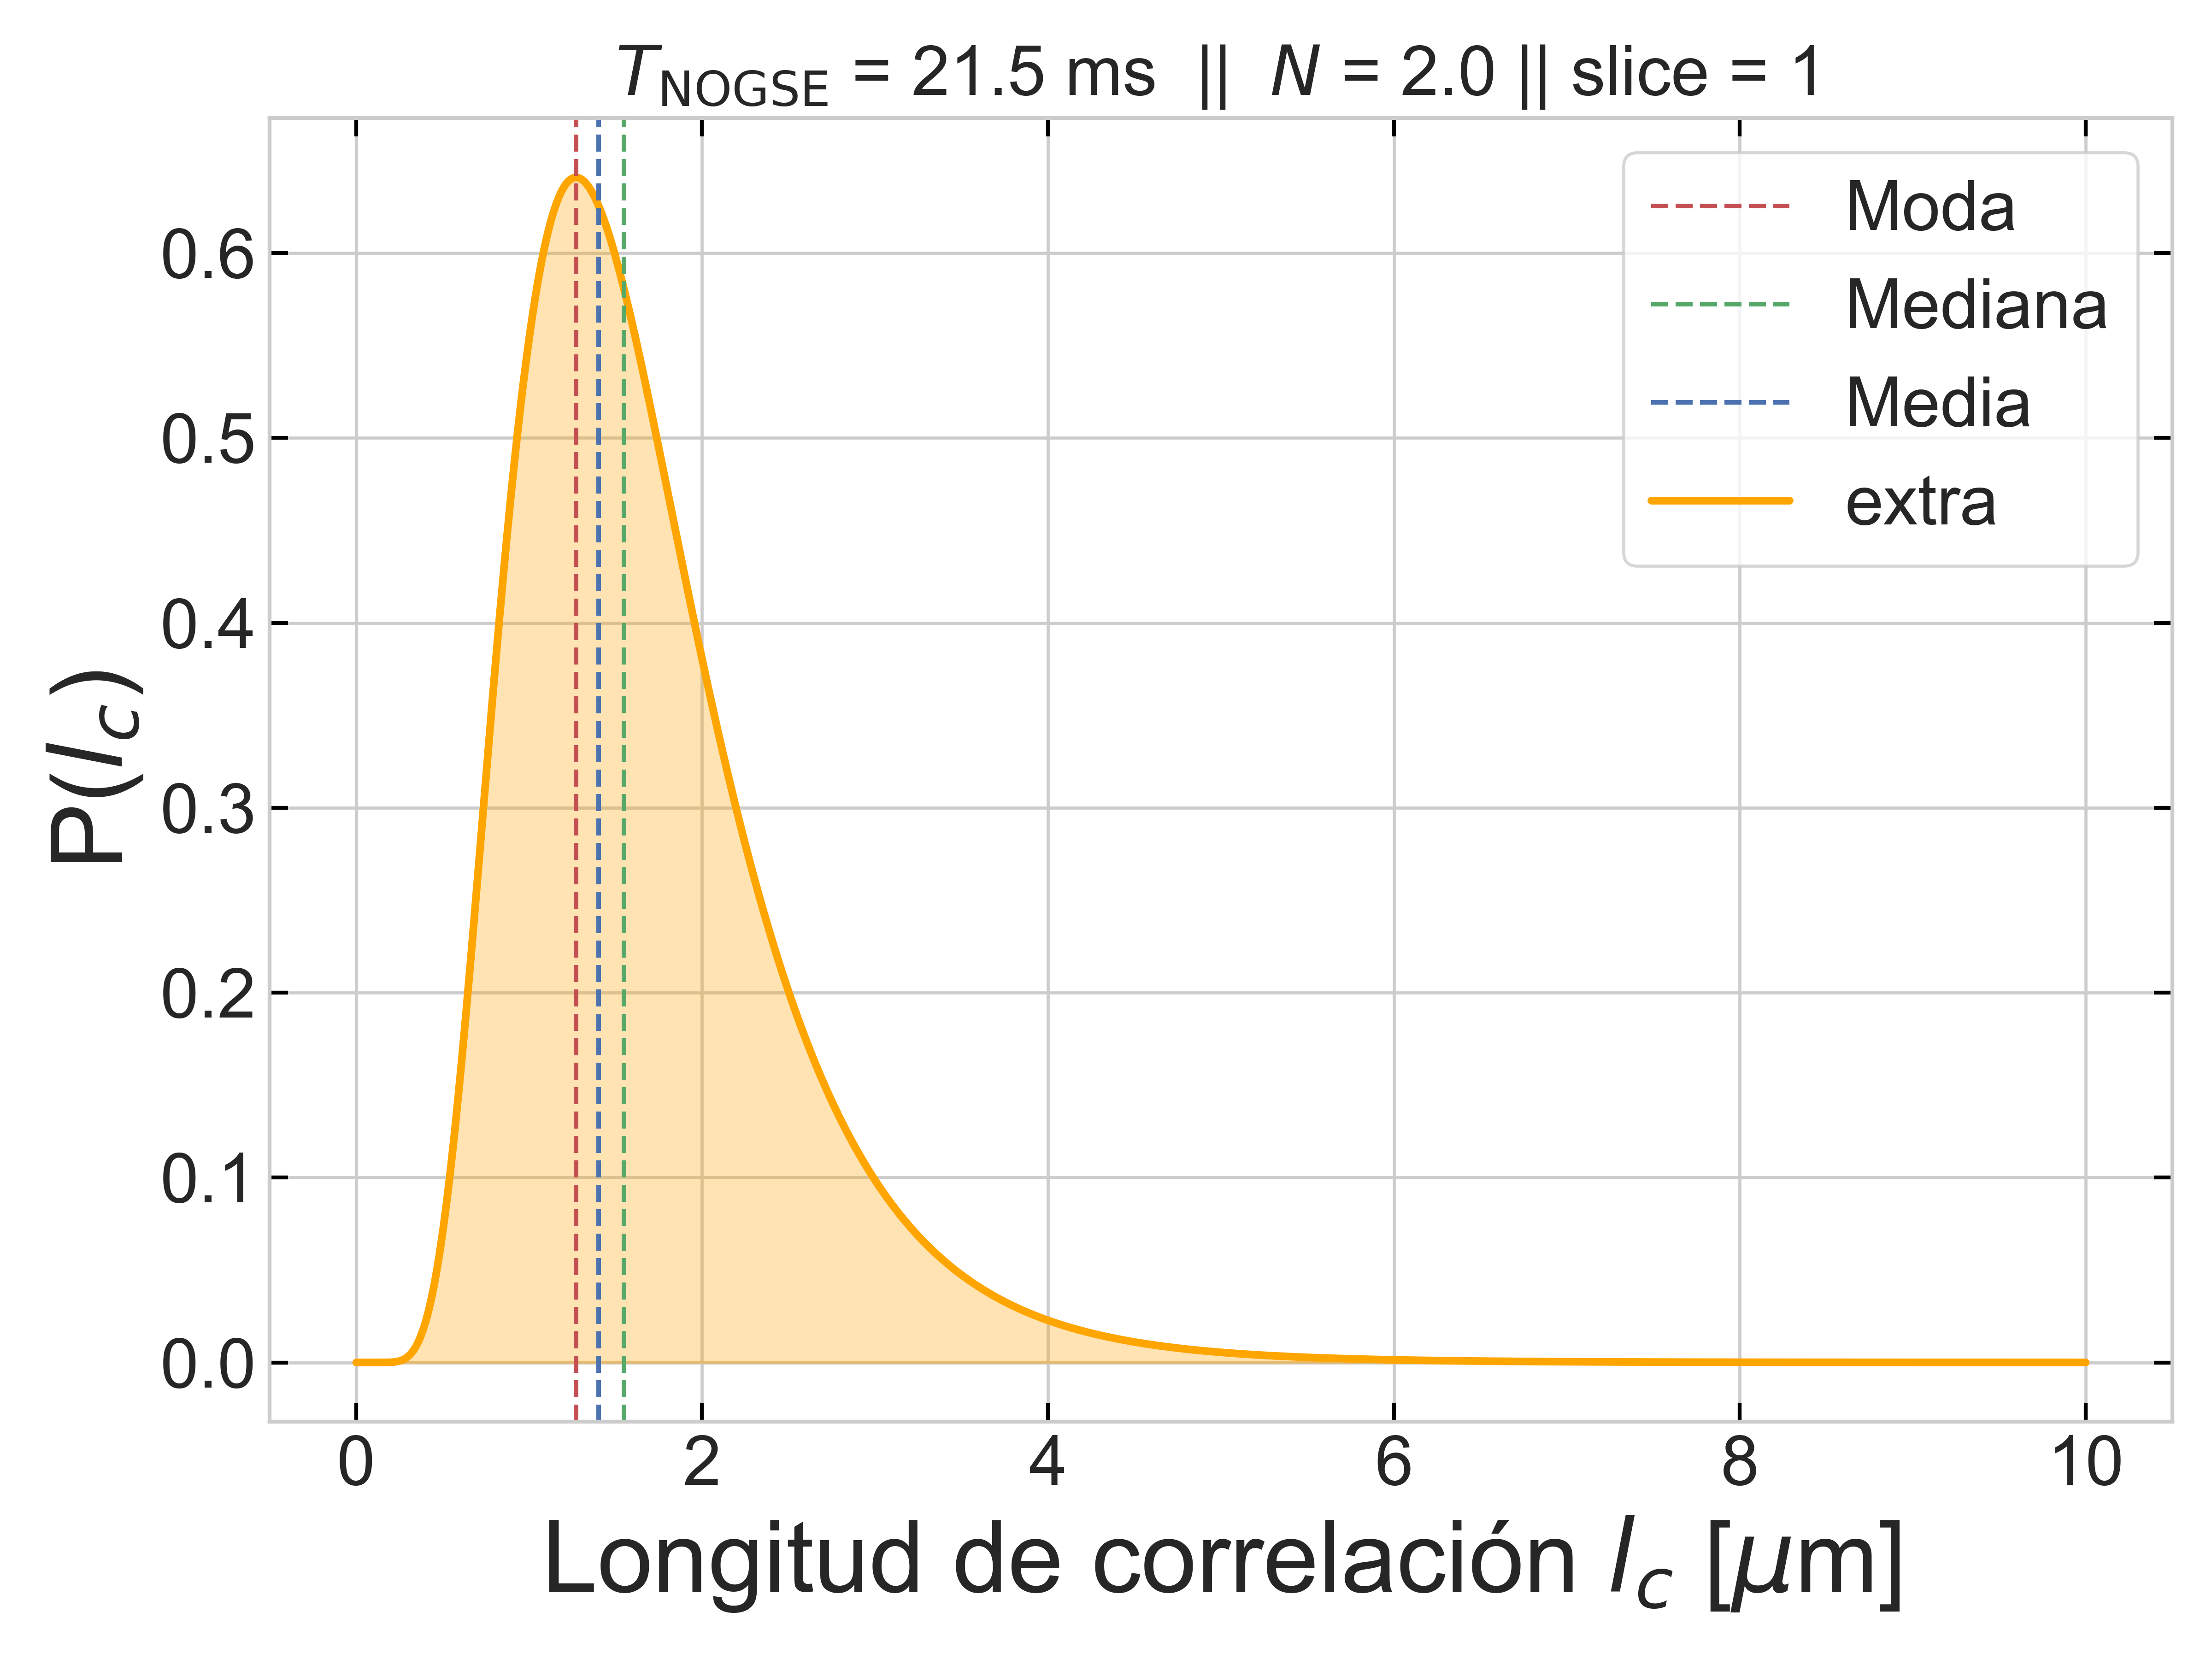 T_NOGSE = 21.5 ms || N = 2.0 || slice = 1
Moda
Mediana
Media
extra
P(l_c)
0.6
0.5
0.4
0.3
0.2
0.1
0.0
0 2 4 6 8 10
Longitud de correlación l_c [μm]